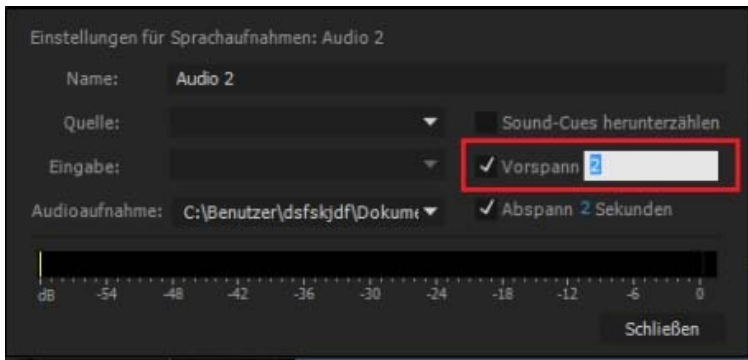 Einstellungen für Sprachaufnahmen: Audio 2
Name: Audio 2
Quelle: Sound-Cues herunterzählen
Eingabe: Vorspann 2
Audioaufnahme: C:\Benutzer\dsfskjdf\Dokume Abspann 2 Sekunden
dB -54 -48 -42 -36 -30 -24 -18 -12 -6 0
Schließen